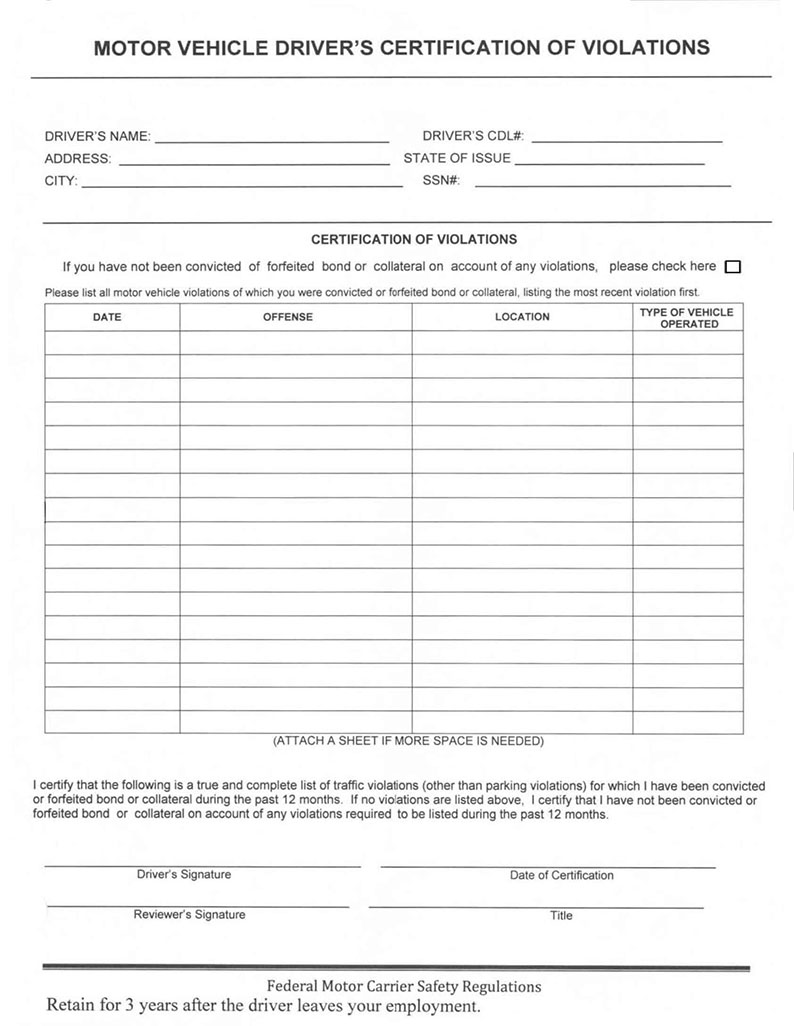 MOTOR VEHICLE DRIVER'S CERTIFICATION OF VIOLATIONS
DRIVER'S NAME: DRIVER'S CDL#:
ADDRESS: STATE OF ISSUE
CITY: SSN#:
CERTIFICATION OF VIOLATIONS
If you have not been convicted of forfeited bond or collateral on account of any violations, please check here
Please list all motor vehicle violations of which you were convicted or forfeited bond or collateral, listing the most recent violation first.
DATE OFFENSE LOCATION TYPE OF VEHICLE
OPERATED
(ATTACH A SHEET IF MORE SPACE IS NEEDED)
I certify that the following is a true and complete list of traffic violations (other than parking violations) for which I have been convicted
or forfeited bond or collateral during the past 12 months. If no violations are listed above, I certify that I have not been convicted or
forfeited bond or collateral on account of any violations required to be listed during the past 12 months.
Driver's Signature Date of Certification
Reviewer's Signature Title
Federal Motor Carrier Safety Regulations
Retain for 3 years after the driver leaves your employment.